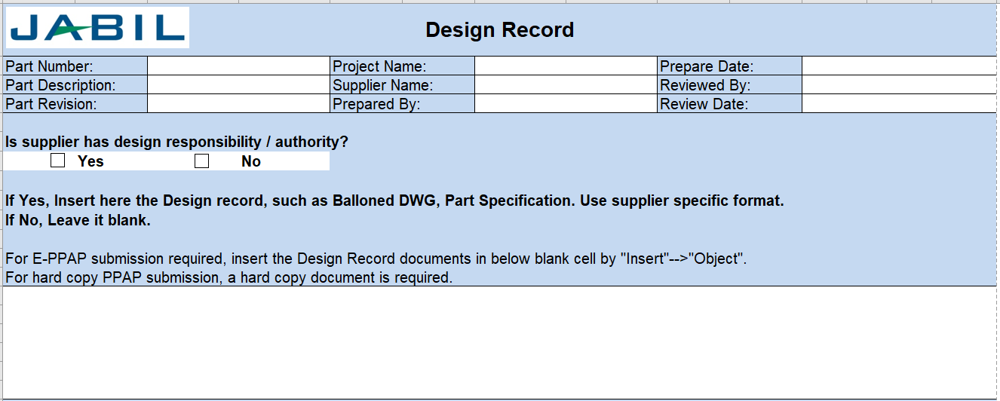 JABIL
Design Record
Part Number: Project Name: Prepare Date:
Part Description: Supplier Name: Reviewed By:
Part Revision: Prepared By: Review Date:
Is supplier has design responsibility / authority?
Yes No
If Yes, Insert here the Design record, such as Balloned DWG, Part Specification. Use supplier specific format.
If No, Leave it blank.
For E-PPAP submission required, insert the Design Record documents in below blank cell by "Insert"-->"Object".
For hard copy PPAP submission, a hard copy document is required.